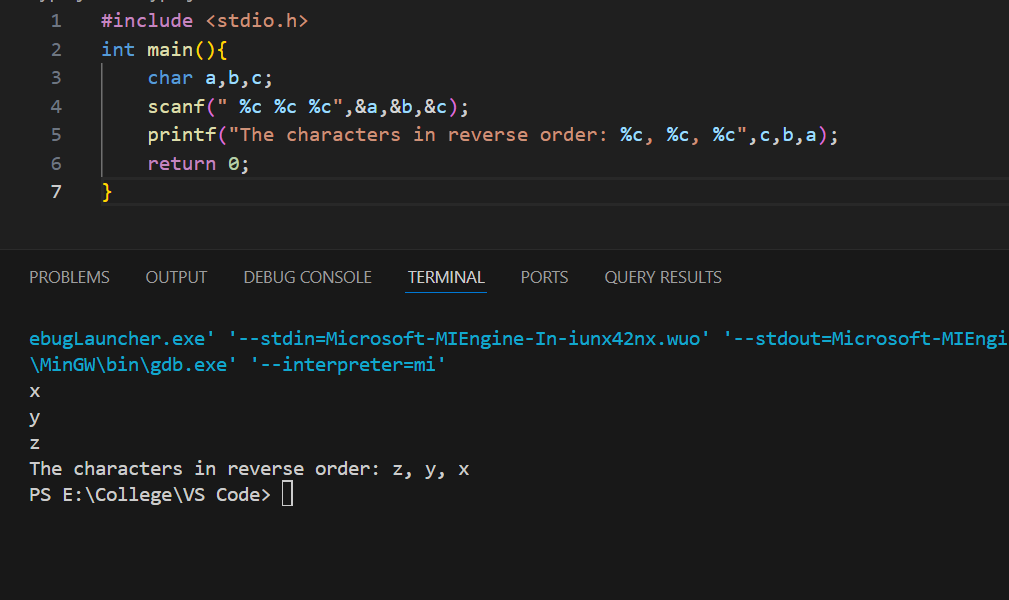 1 #include <stdio.h>
2 int main(){
3     char a,b,c;
4     scanf(" %c %c %c",&a,&b,&c);
5     printf("The characters in reverse order: %c, %c, %c",c,b,a);
6     return 0;
7 }
PROBLEMS OUTPUT DEBUG CONSOLE TERMINAL PORTS QUERY RESULTS
ebugLauncher.exe' '--stdin=Microsoft-MIEngine-In-iunx42nx.wuo' '--stdout=Microsoft-MIEngi
\MinGW\bin\gdb.exe' '--interpreter=mi'
x
y
z
The characters in reverse order: z, y, x
PS E:\College\VS Code>